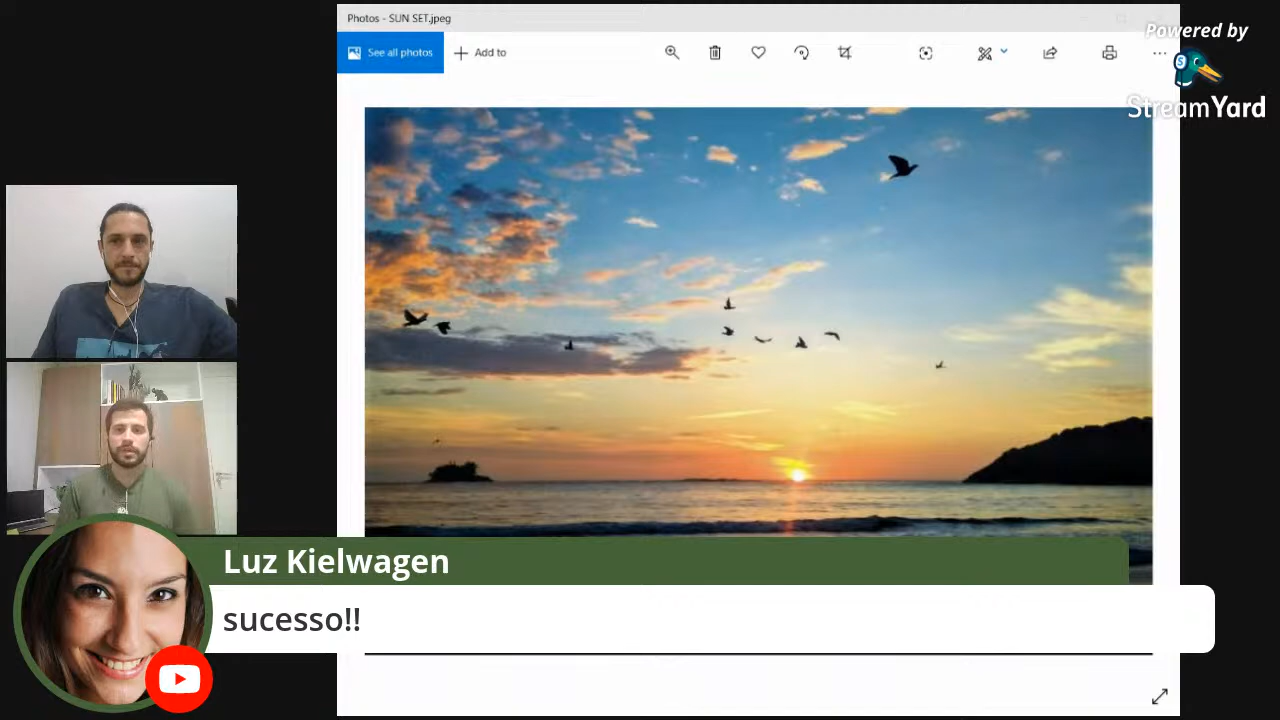 Photos - SUN SET.jpeg
See all photos
Add to
Powered by
StreamYard
Luz Kielwagen
sucesso!!